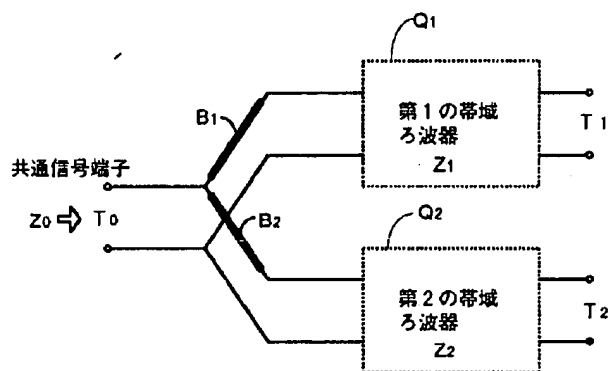 Q1
B1
第1の帯域
ろ波器
Z1
T1
共通信号端子
Z0 ⇨ T0
B2
Q2
第2の帯域
ろ波器
Z2
T2